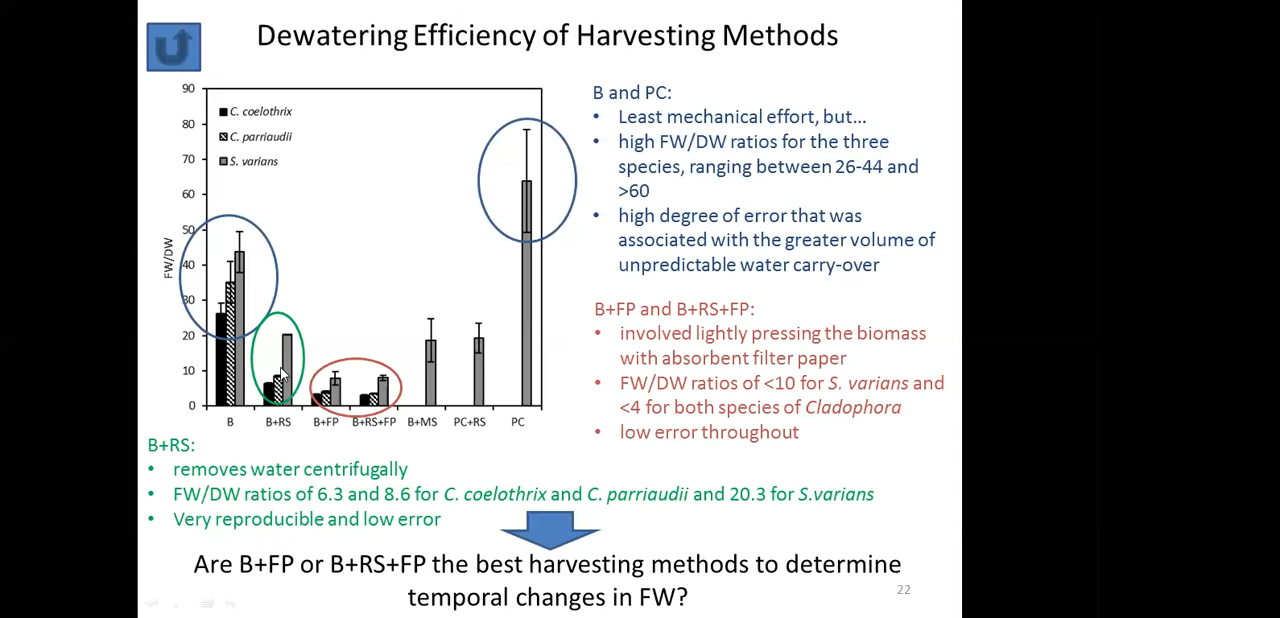 Dewatering Efficiency of Harvesting Methods
90
80
70
60
50
40
30
20
10
0
FW/DW
C. coelothrix
C. parriaudii
S. varians
B
B+RS
B+FP
B+RS+FP
B+MS
PC+RS
PC
B and PC:
• Least mechanical effort, but...
• high FW/DW ratios for the three
species, ranging between 26-44 and
>60
• high degree of error that was
associated with the greater volume of
unpredictable water carry-over
B+FP and B+RS+FP:
• involved lightly pressing the biomass
with absorbent filter paper
• FW/DW ratios of <10 for S. varians and
<4 for both species of Cladophora
• low error throughout
B+RS:
• removes water centrifugally
• FW/DW ratios of 6.3 and 8.6 for C. coelothrix and C. parriaudii and 20.3 for S.varians
• Very reproducible and low error
Are B+FP or B+RS+FP the best harvesting methods to determine
temporal changes in FW?
22